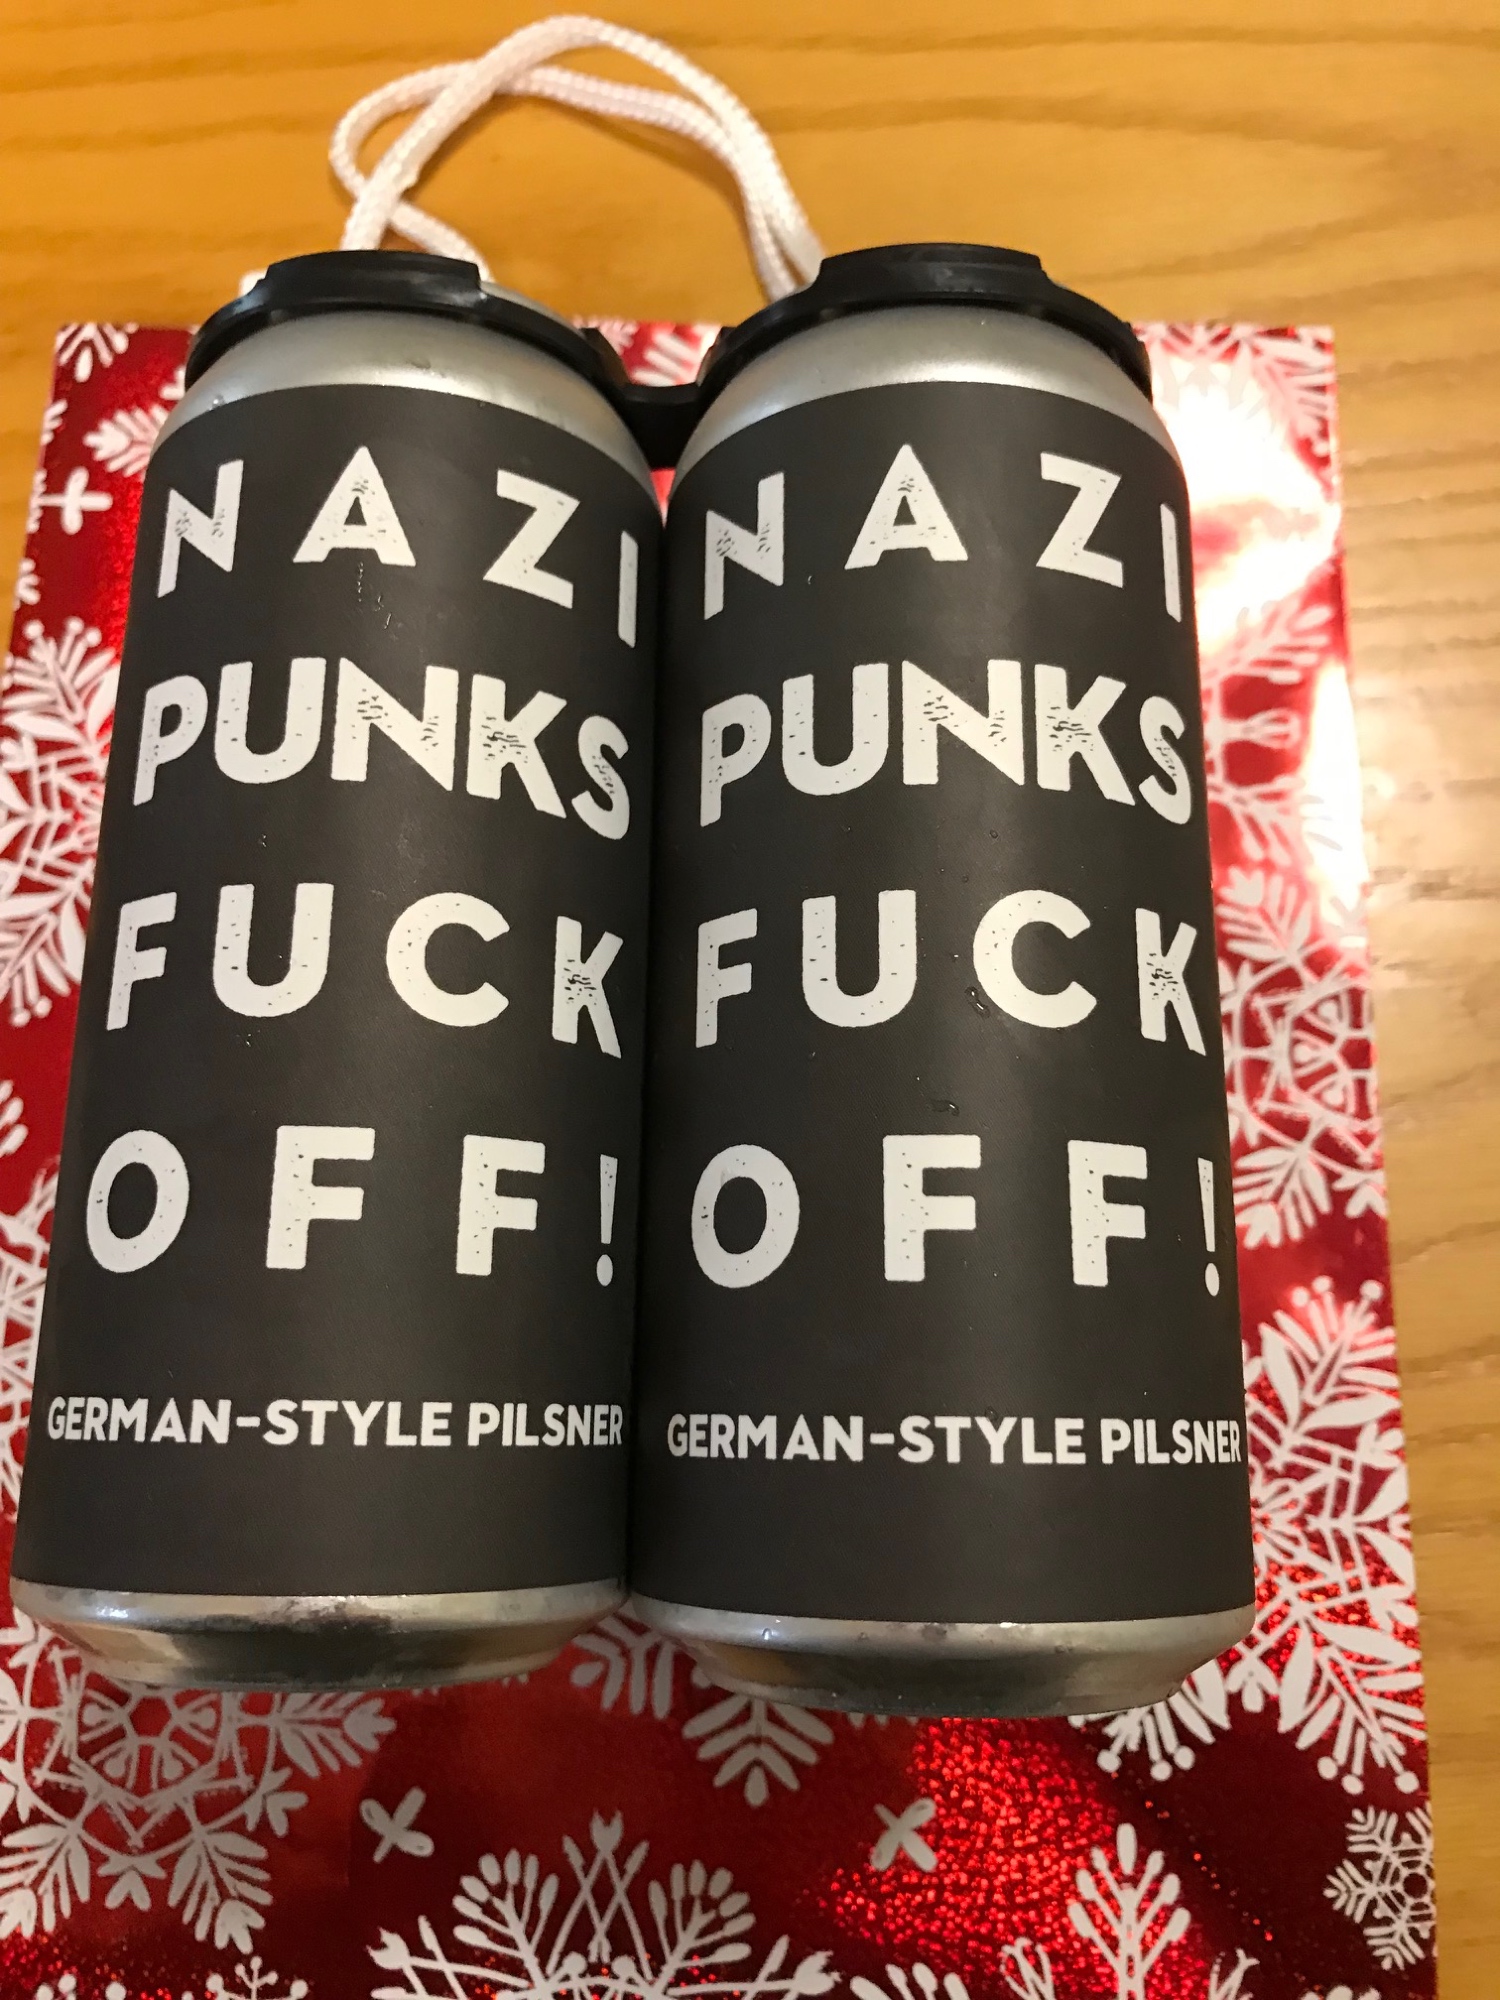 NAZI
PUNKS
FUCK
OFF!
GERMAN-STYLE PILSNER
NAZI
PUNKS
FUCK
OFF!
GERMAN-STYLE PILSNER